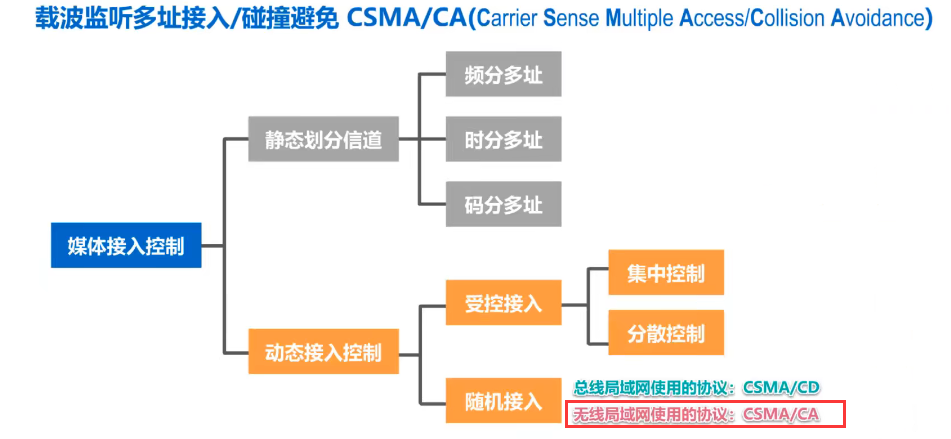 载波监听多址接入/碰撞避免 CSMA/CA(Carrier Sense Multiple Access/Collision Avoidance)
频分多址
静态划分信道
时分多址
码分多址
媒体接入控制
集中控制
受控接入
分散控制
动态接入控制
总线局域网使用的协议：CSMA/CD
随机接入
无线局域网使用的协议：CSMA/CA